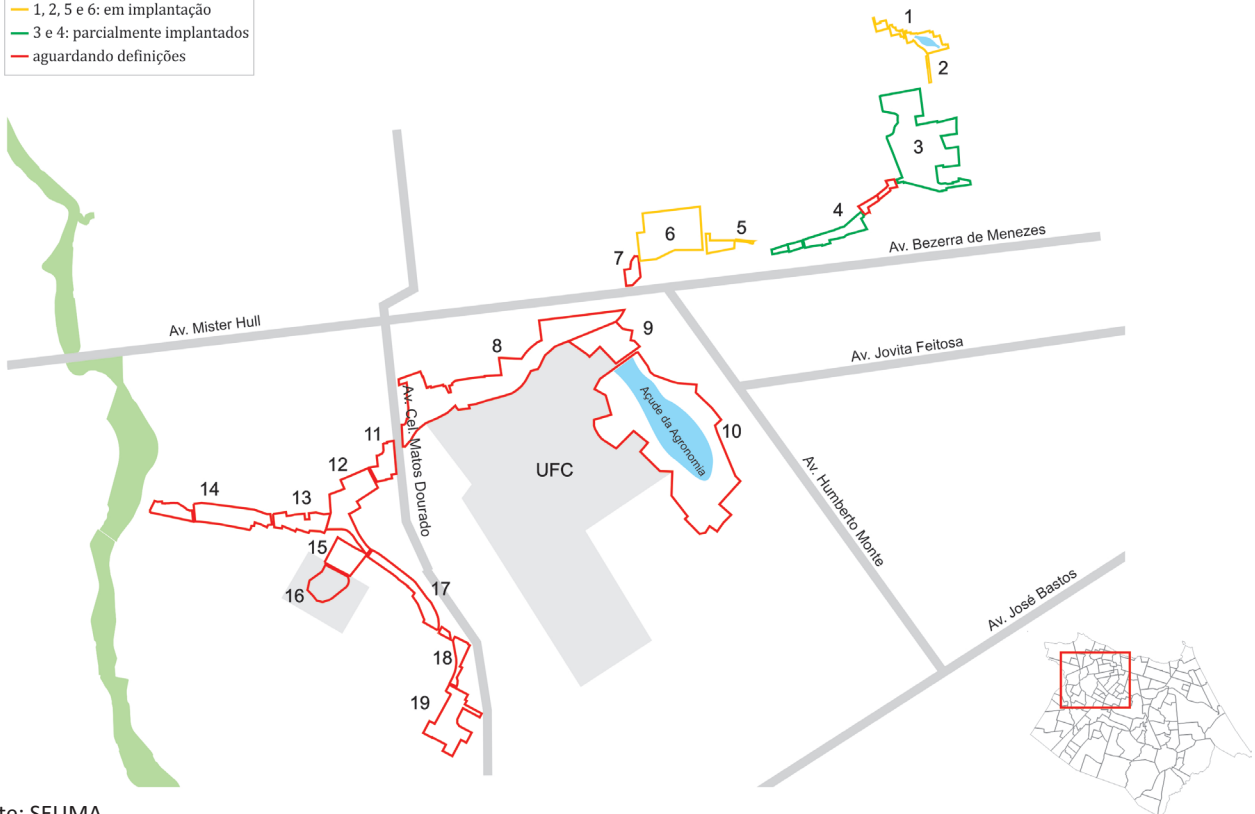 1, 2, 5 e 6: em implantação
3 e 4: parcialmente implantados
aguardando definições
1
2
3
4
5
6
7
Av. Bezerra de Menezes
Av. Mister Hull
8
9
Av. Jovita Feitosa
Av. Cel. Matos Dourado
Açude da Agronomia
10
11
12
UFC
Av. Humberto Monte
14
13
15
16
17
Av. José Bastos
18
19
SEUMA